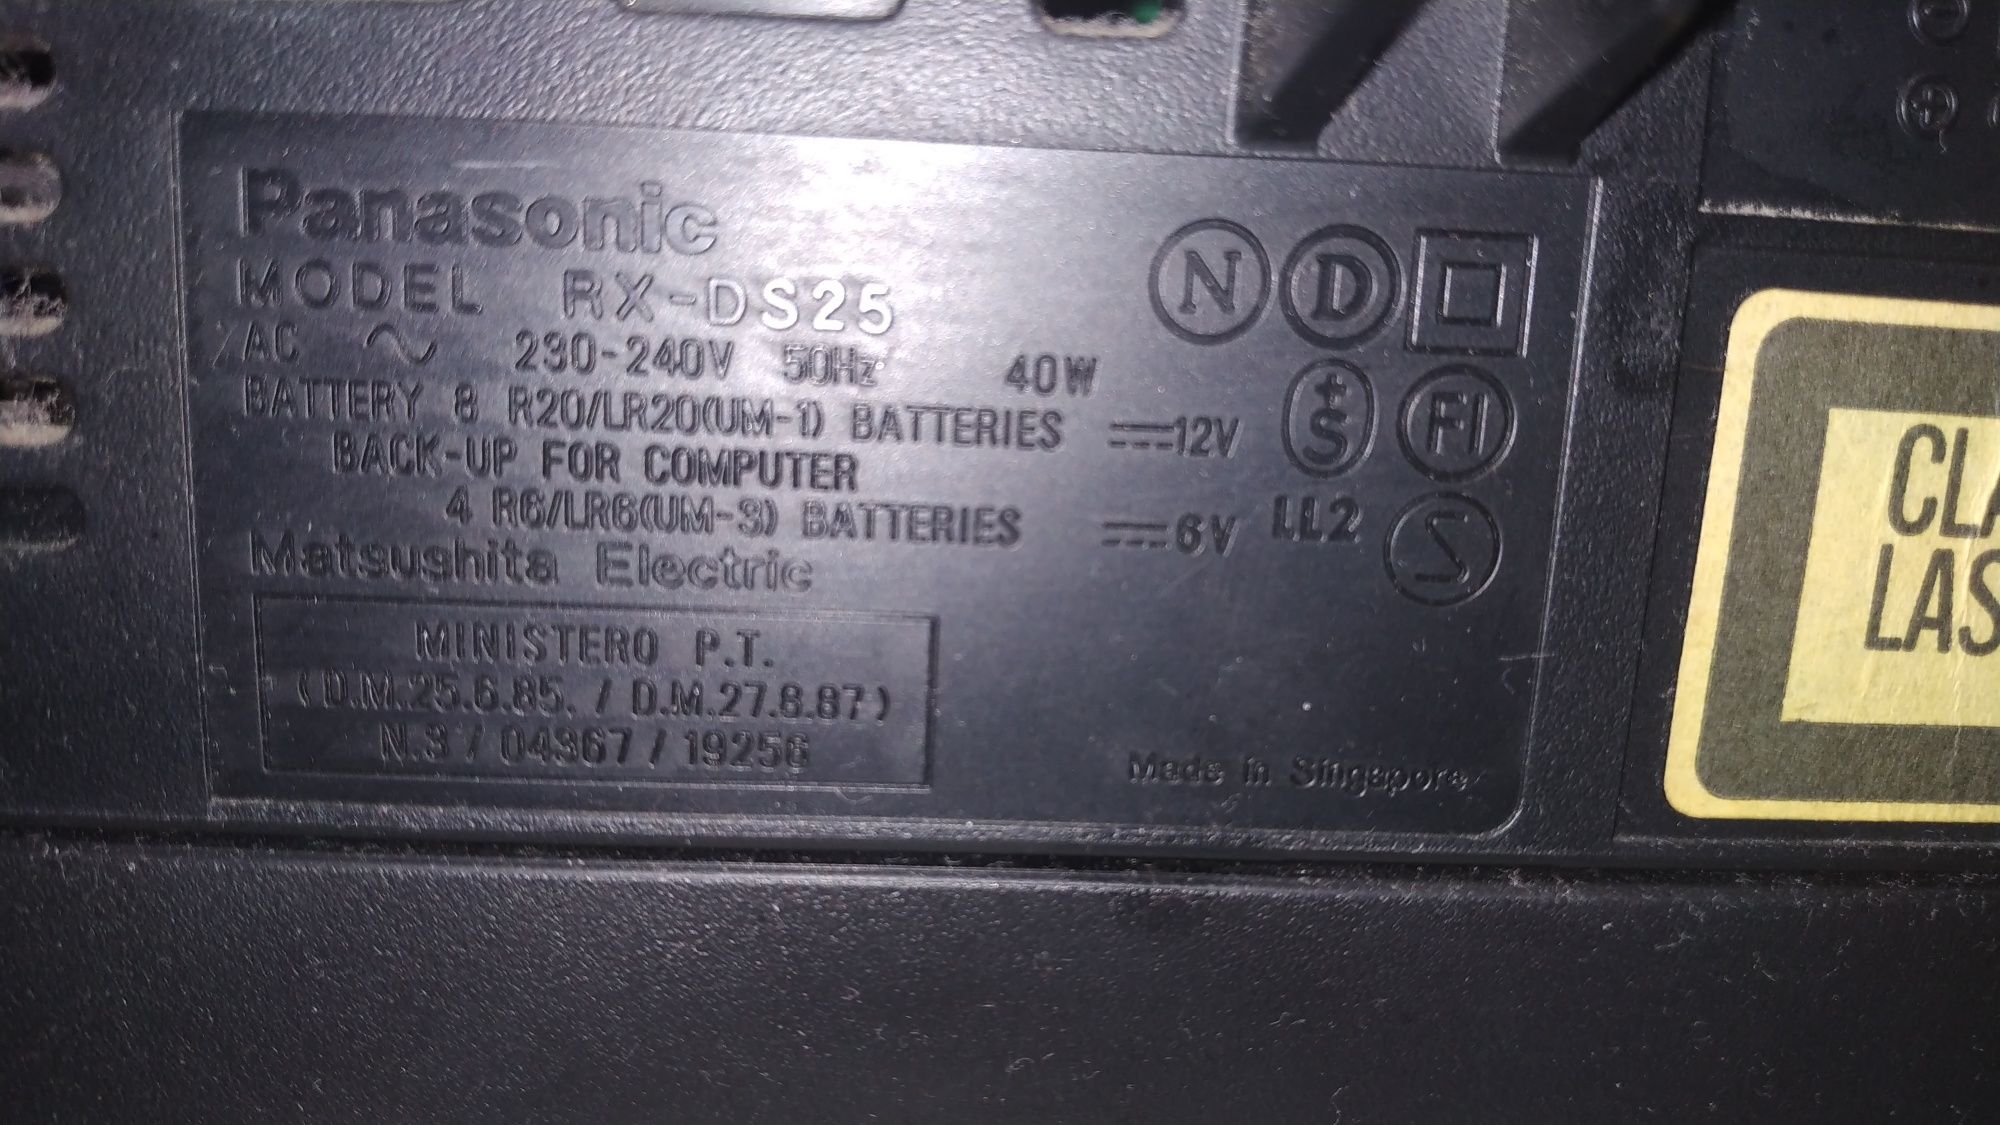 Panasonic
MODEL RX-DS25
AC ~ 230-240V 50Hz 40W
BATTERY 8 R20/LR20(UM-1) BATTERIES ⎓12V
BACK-UP FOR COMPUTER
4 R6/LR6(UM-3) BATTERIES ⎓6V
Matsushita Electric
N D
+S FI
LL2 S
MINISTERO P.T.
(D.M.25.6.85. / D.M.27.8.87)
N.3 / 04367 / 19256
Made in Singapore
CLA
LAS